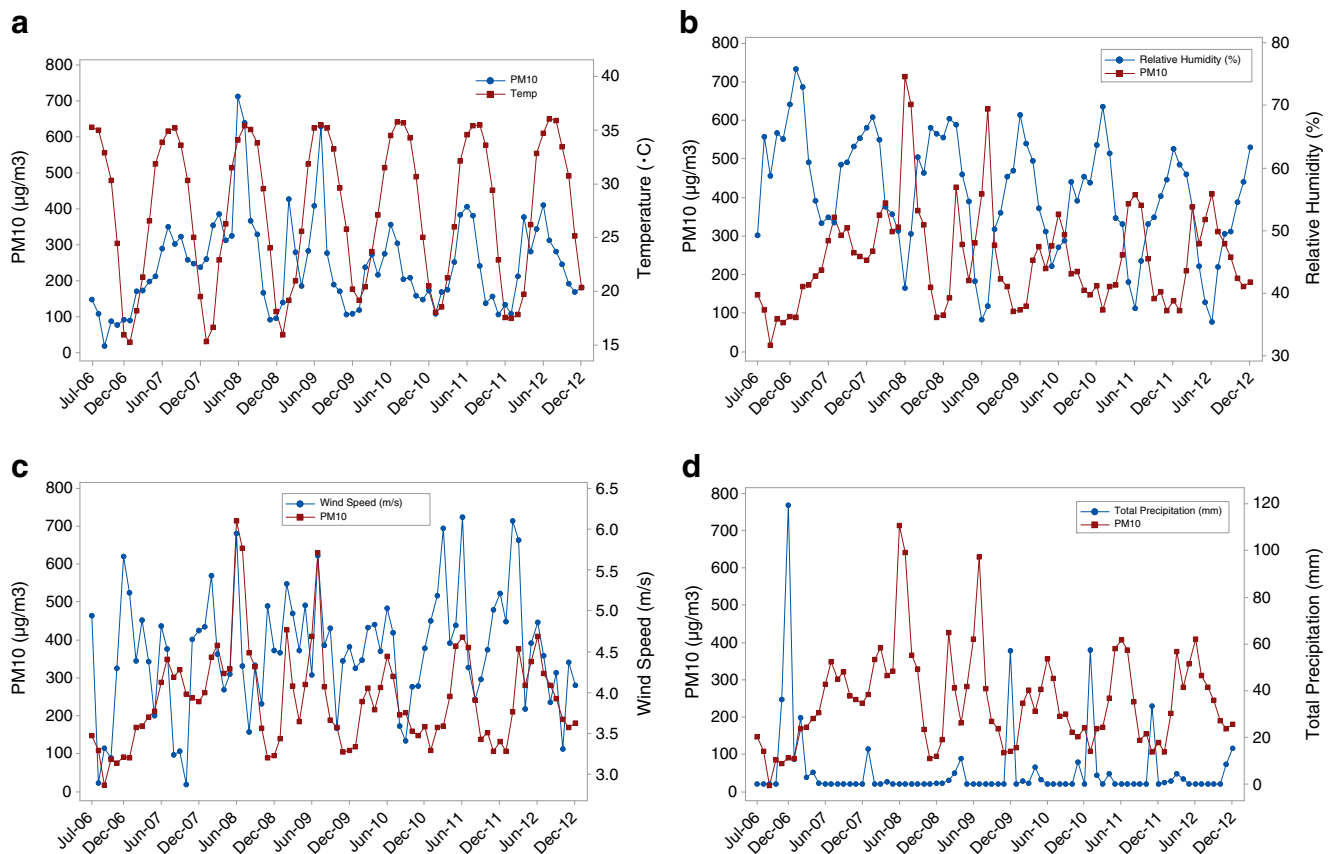 a
PM10
Temp
PM10 (µg/m3)
800
700
600
500
400
300
200
100
0
40
35
30
25
20
15
Temperature (·C)
Jul-06
Dec-06
Jun-07
Dec-07
Jun-08
Dec-08
Jun-09
Dec-09
Jun-10
Dec-10
Jun-11
Dec-11
Jun-12
Dec-12
b
Relative Humidity (%)
PM10
PM10 (µg/m3)
800
700
600
500
400
300
200
100
0
80
70
60
50
40
30
Relative Humidity (%)
Jul-06
Dec-06
Jun-07
Dec-07
Jun-08
Dec-08
Jun-09
Dec-09
Jun-10
Dec-10
Jun-11
Dec-11
Jun-12
Dec-12
c
Wind Speed (m/s)
PM10
PM10 (µg/m3)
800
700
600
500
400
300
200
100
0
6.5
6.0
5.5
5.0
4.5
4.0
3.5
3.0
Wind Speed (m/s)
Jul-06
Dec-06
Jun-07
Dec-07
Jun-08
Dec-08
Jun-09
Dec-09
Jun-10
Dec-10
Jun-11
Dec-11
Jun-12
Dec-12
d
Total Precipitation (mm)
PM10
PM10 (µg/m3)
800
700
600
500
400
300
200
100
0
120
100
80
60
40
20
0
Total Precipitation (mm)
Jul-06
Dec-06
Jun-07
Dec-07
Jun-08
Dec-08
Jun-09
Dec-09
Jun-10
Dec-10
Jun-11
Dec-11
Jun-12
Dec-12